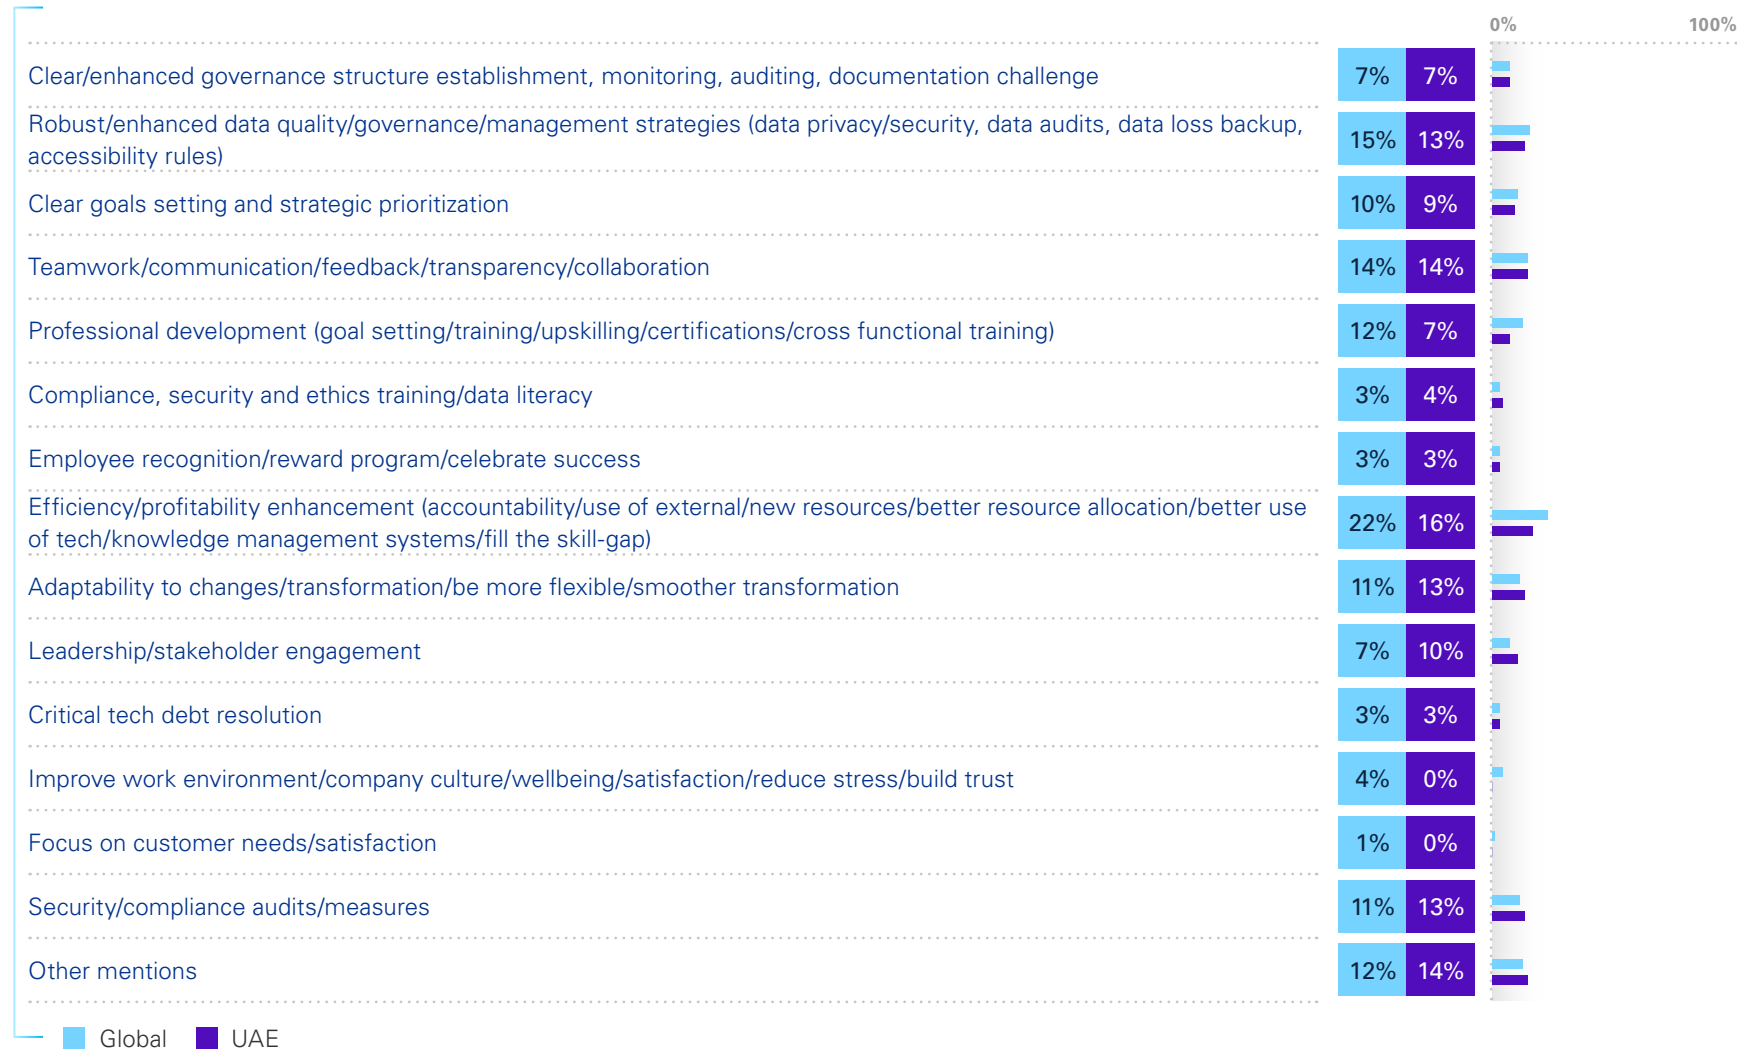 0% 100%
Clear/enhanced governance structure establishment, monitoring, auditing, documentation challenge 7% 7%
Robust/enhanced data quality/governance/management strategies (data privacy/security, data audits, data loss backup,
accessibility rules) 15% 13%
Clear goals setting and strategic prioritization 10% 9%
Teamwork/communication/feedback/transparency/collaboration 14% 14%
Professional development (goal setting/training/upskilling/certifications/cross functional training) 12% 7%
Compliance, security and ethics training/data literacy 3% 4%
Employee recognition/reward program/celebrate success 3% 3%
Efficiency/profitability enhancement (accountability/use of external/new resources/better resource allocation/better use
of tech/knowledge management systems/fill the skill-gap) 22% 16%
Adaptability to changes/transformation/be more flexible/smoother transformation 11% 13%
Leadership/stakeholder engagement 7% 10%
Critical tech debt resolution 3% 3%
Improve work environment/company culture/wellbeing/satisfaction/reduce stress/build trust 4% 0%
Focus on customer needs/satisfaction 1% 0%
Security/compliance audits/measures 11% 13%
Other mentions 12% 14%
Global UAE